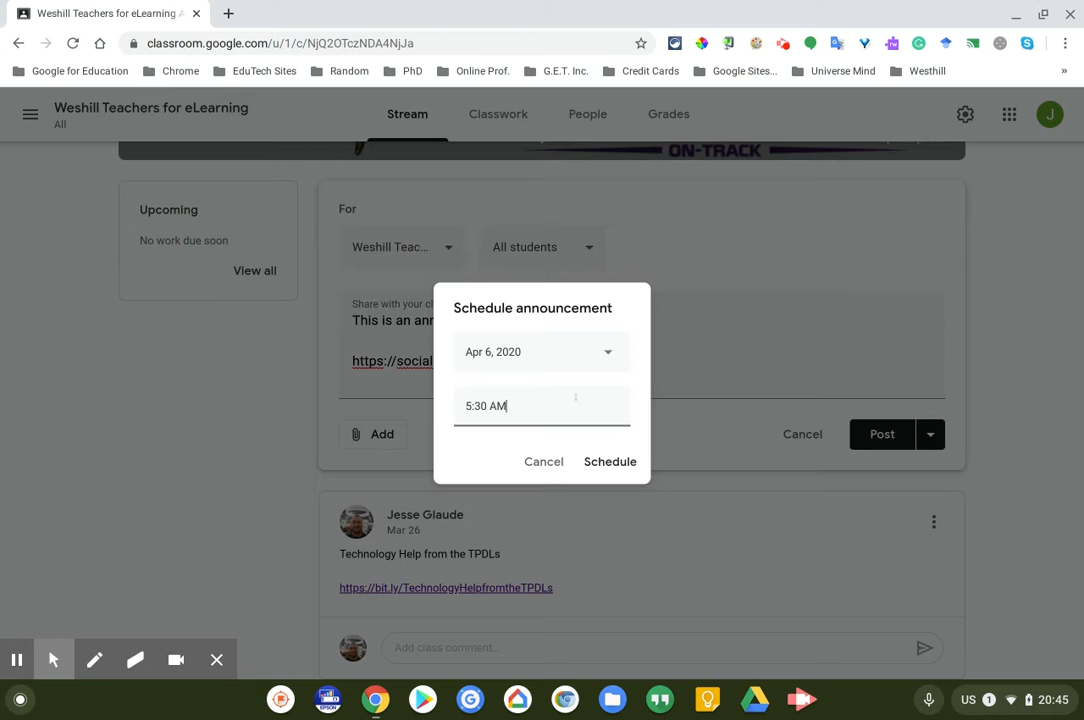 Weshill Teachers for eLearning A
classroom.google.com/u/1/c/NjQ2OTczNDA4NjJa
Google for Education
Chrome
EduTech Sites
Random
PhD
Online Prof.
G.E.T. Inc.
Credit Cards
Google Sites...
Universe Mind
Westhill
»
Weshill Teachers for eLearning
All
Stream
Classwork
People
Grades
J
ON-TRACK
Upcoming
No work due soon
View all
For
Weshill Teac...
All students
Share with your cl
This is an ann
https://social
Schedule announcement
Apr 6, 2020
5:30 AM
Cancel
Schedule
Add
Cancel
Post
Jesse Glaude
Mar 26
Technology Help from the TPDLs
https://bit.ly/TechnologyHelpfromtheTPDLs
Add class comment...
EPSON
US
1
20:45